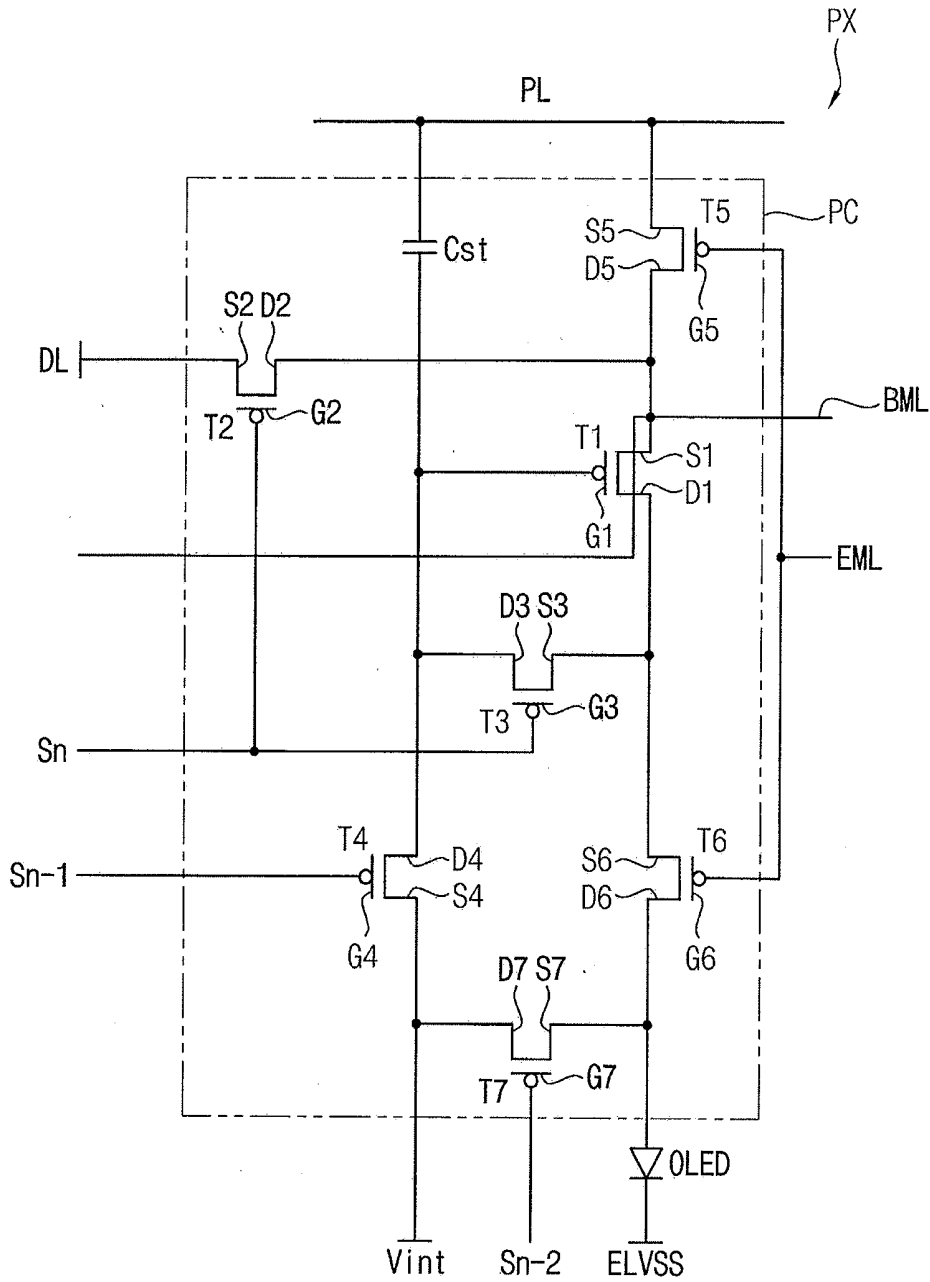 PX
PL
T5
PC
S5
Cst
D5
S2 D2
G5
DL
BML
G2
T2
T1
S1
D1
G1
EML
D3 S3
G3
T3
Sn
T4
T6
D4
S6
Sn-1
S4
D6
G4
G6
D7 S7
G7
T7
OLED
Vint
Sn-2
ELVSS